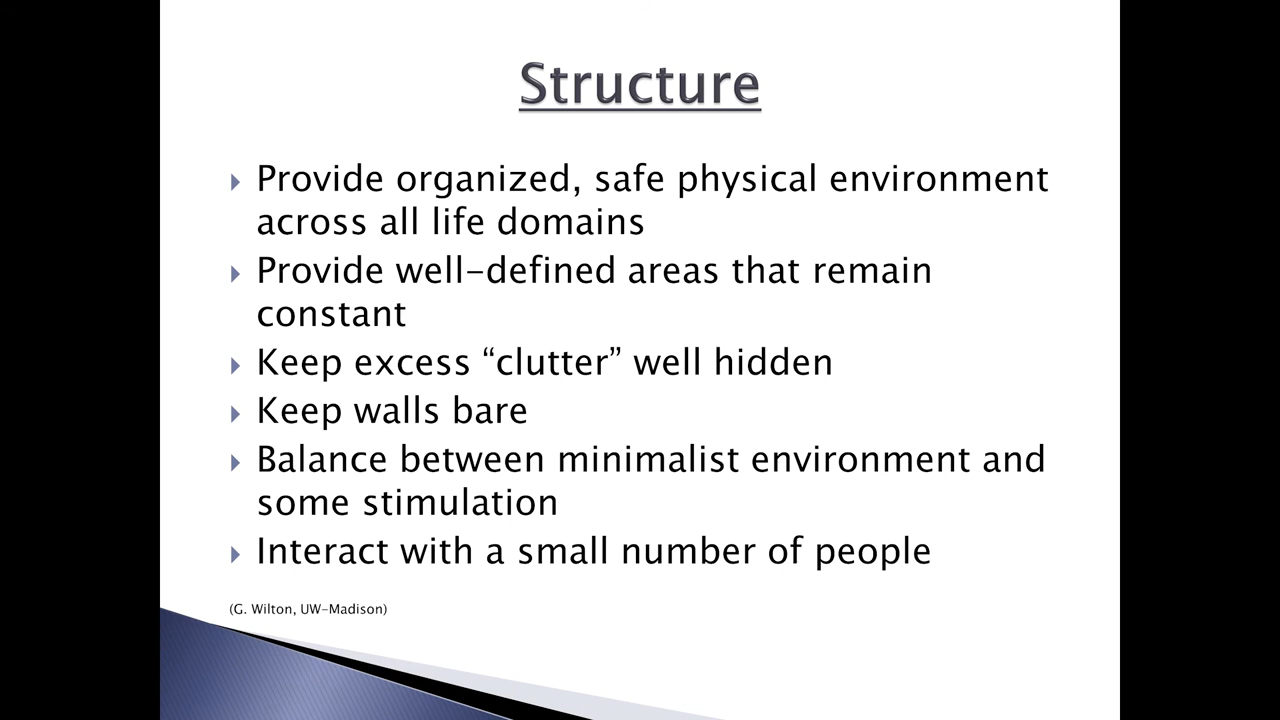 Structure
Provide organized, safe physical environment
across all life domains
Provide well-defined areas that remain
constant
Keep excess “clutter” well hidden
Keep walls bare
Balance between minimalist environment and
some stimulation
Interact with a small number of people
(G. Wilton, UW-Madison)